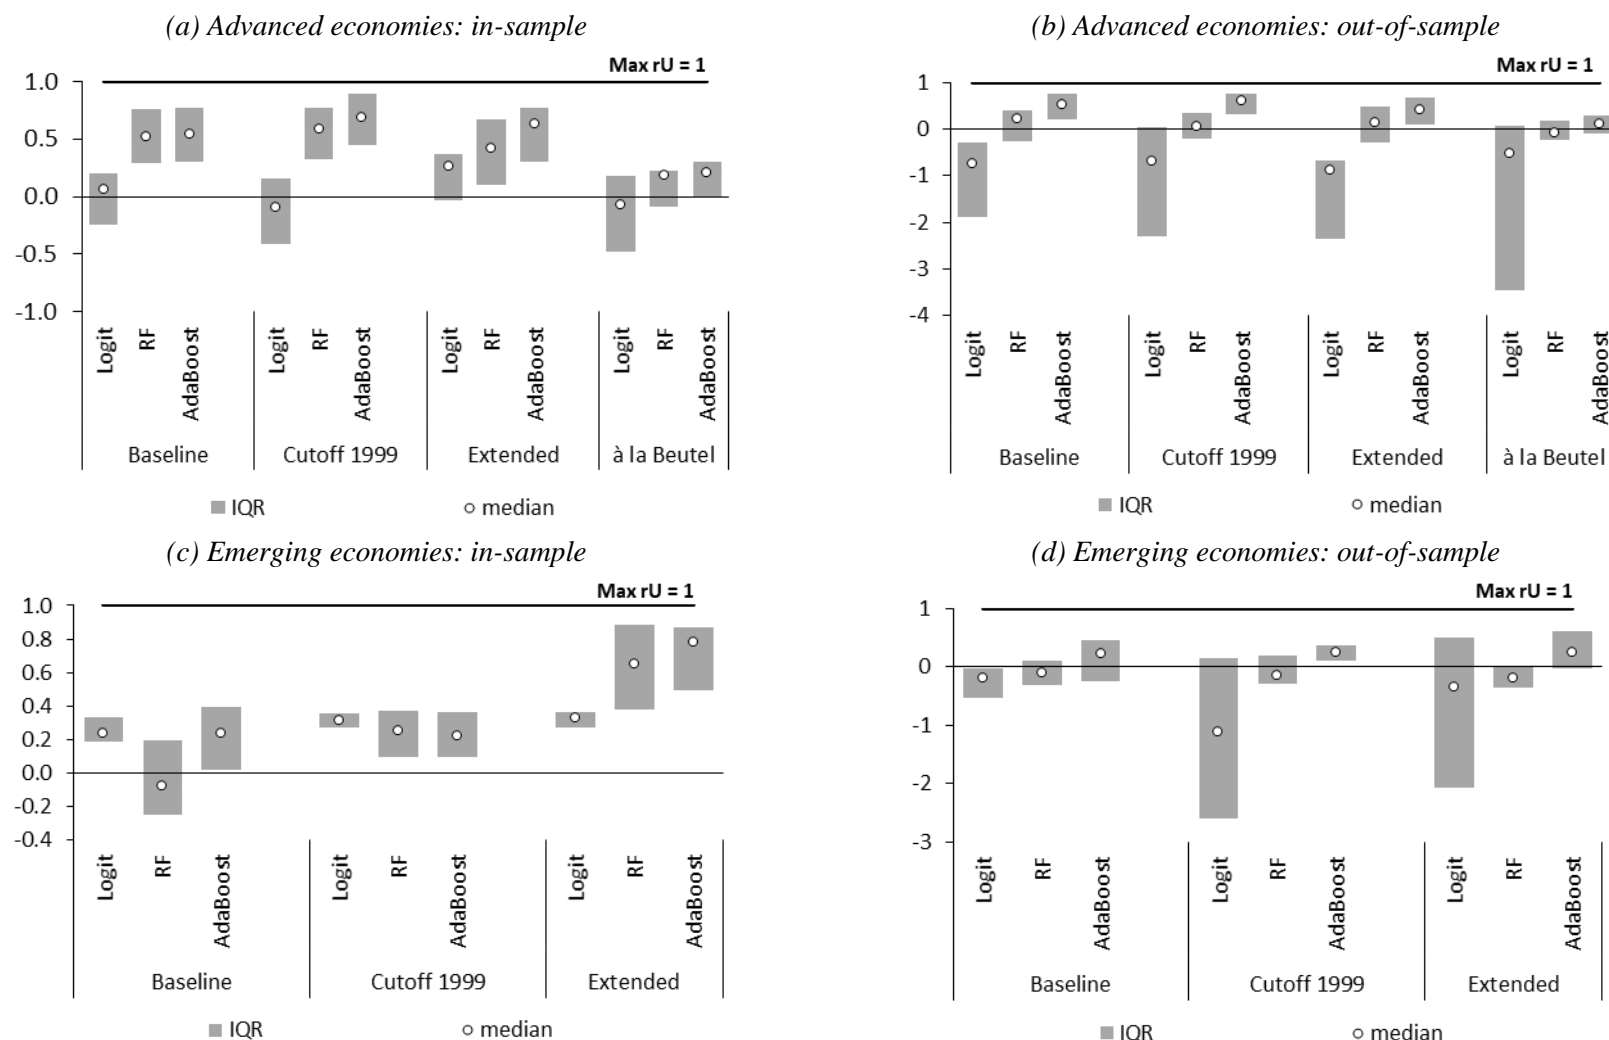 (a) Advanced economies: in-sample
Max rU = 1
1.0
0.5
0.0
-0.5
-1.0
Logit
RF
AdaBoost
Logit
RF
AdaBoost
Logit
RF
AdaBoost
Logit
RF
AdaBoost
Baseline
Cutoff 1999
Extended
à la Beutel
IQR
median
(b) Advanced economies: out-of-sample
Max rU = 1
1
0
-1
-2
-3
-4
Logit
RF
AdaBoost
Logit
RF
AdaBoost
Logit
RF
AdaBoost
Logit
RF
AdaBoost
Baseline
Cutoff 1999
Extended
à la Beutel
IQR
median
(c) Emerging economies: in-sample
Max rU = 1
1.0
0.8
0.6
0.4
0.2
0.0
-0.2
-0.4
Logit
RF
AdaBoost
Logit
RF
AdaBoost
Logit
RF
AdaBoost
Baseline
Cutoff 1999
Extended
IQR
median
(d) Emerging economies: out-of-sample
Max rU = 1
1
0
-1
-2
-3
Logit
RF
AdaBoost
Logit
RF
AdaBoost
Logit
RF
AdaBoost
Baseline
Cutoff 1999
Extended
IQR
median